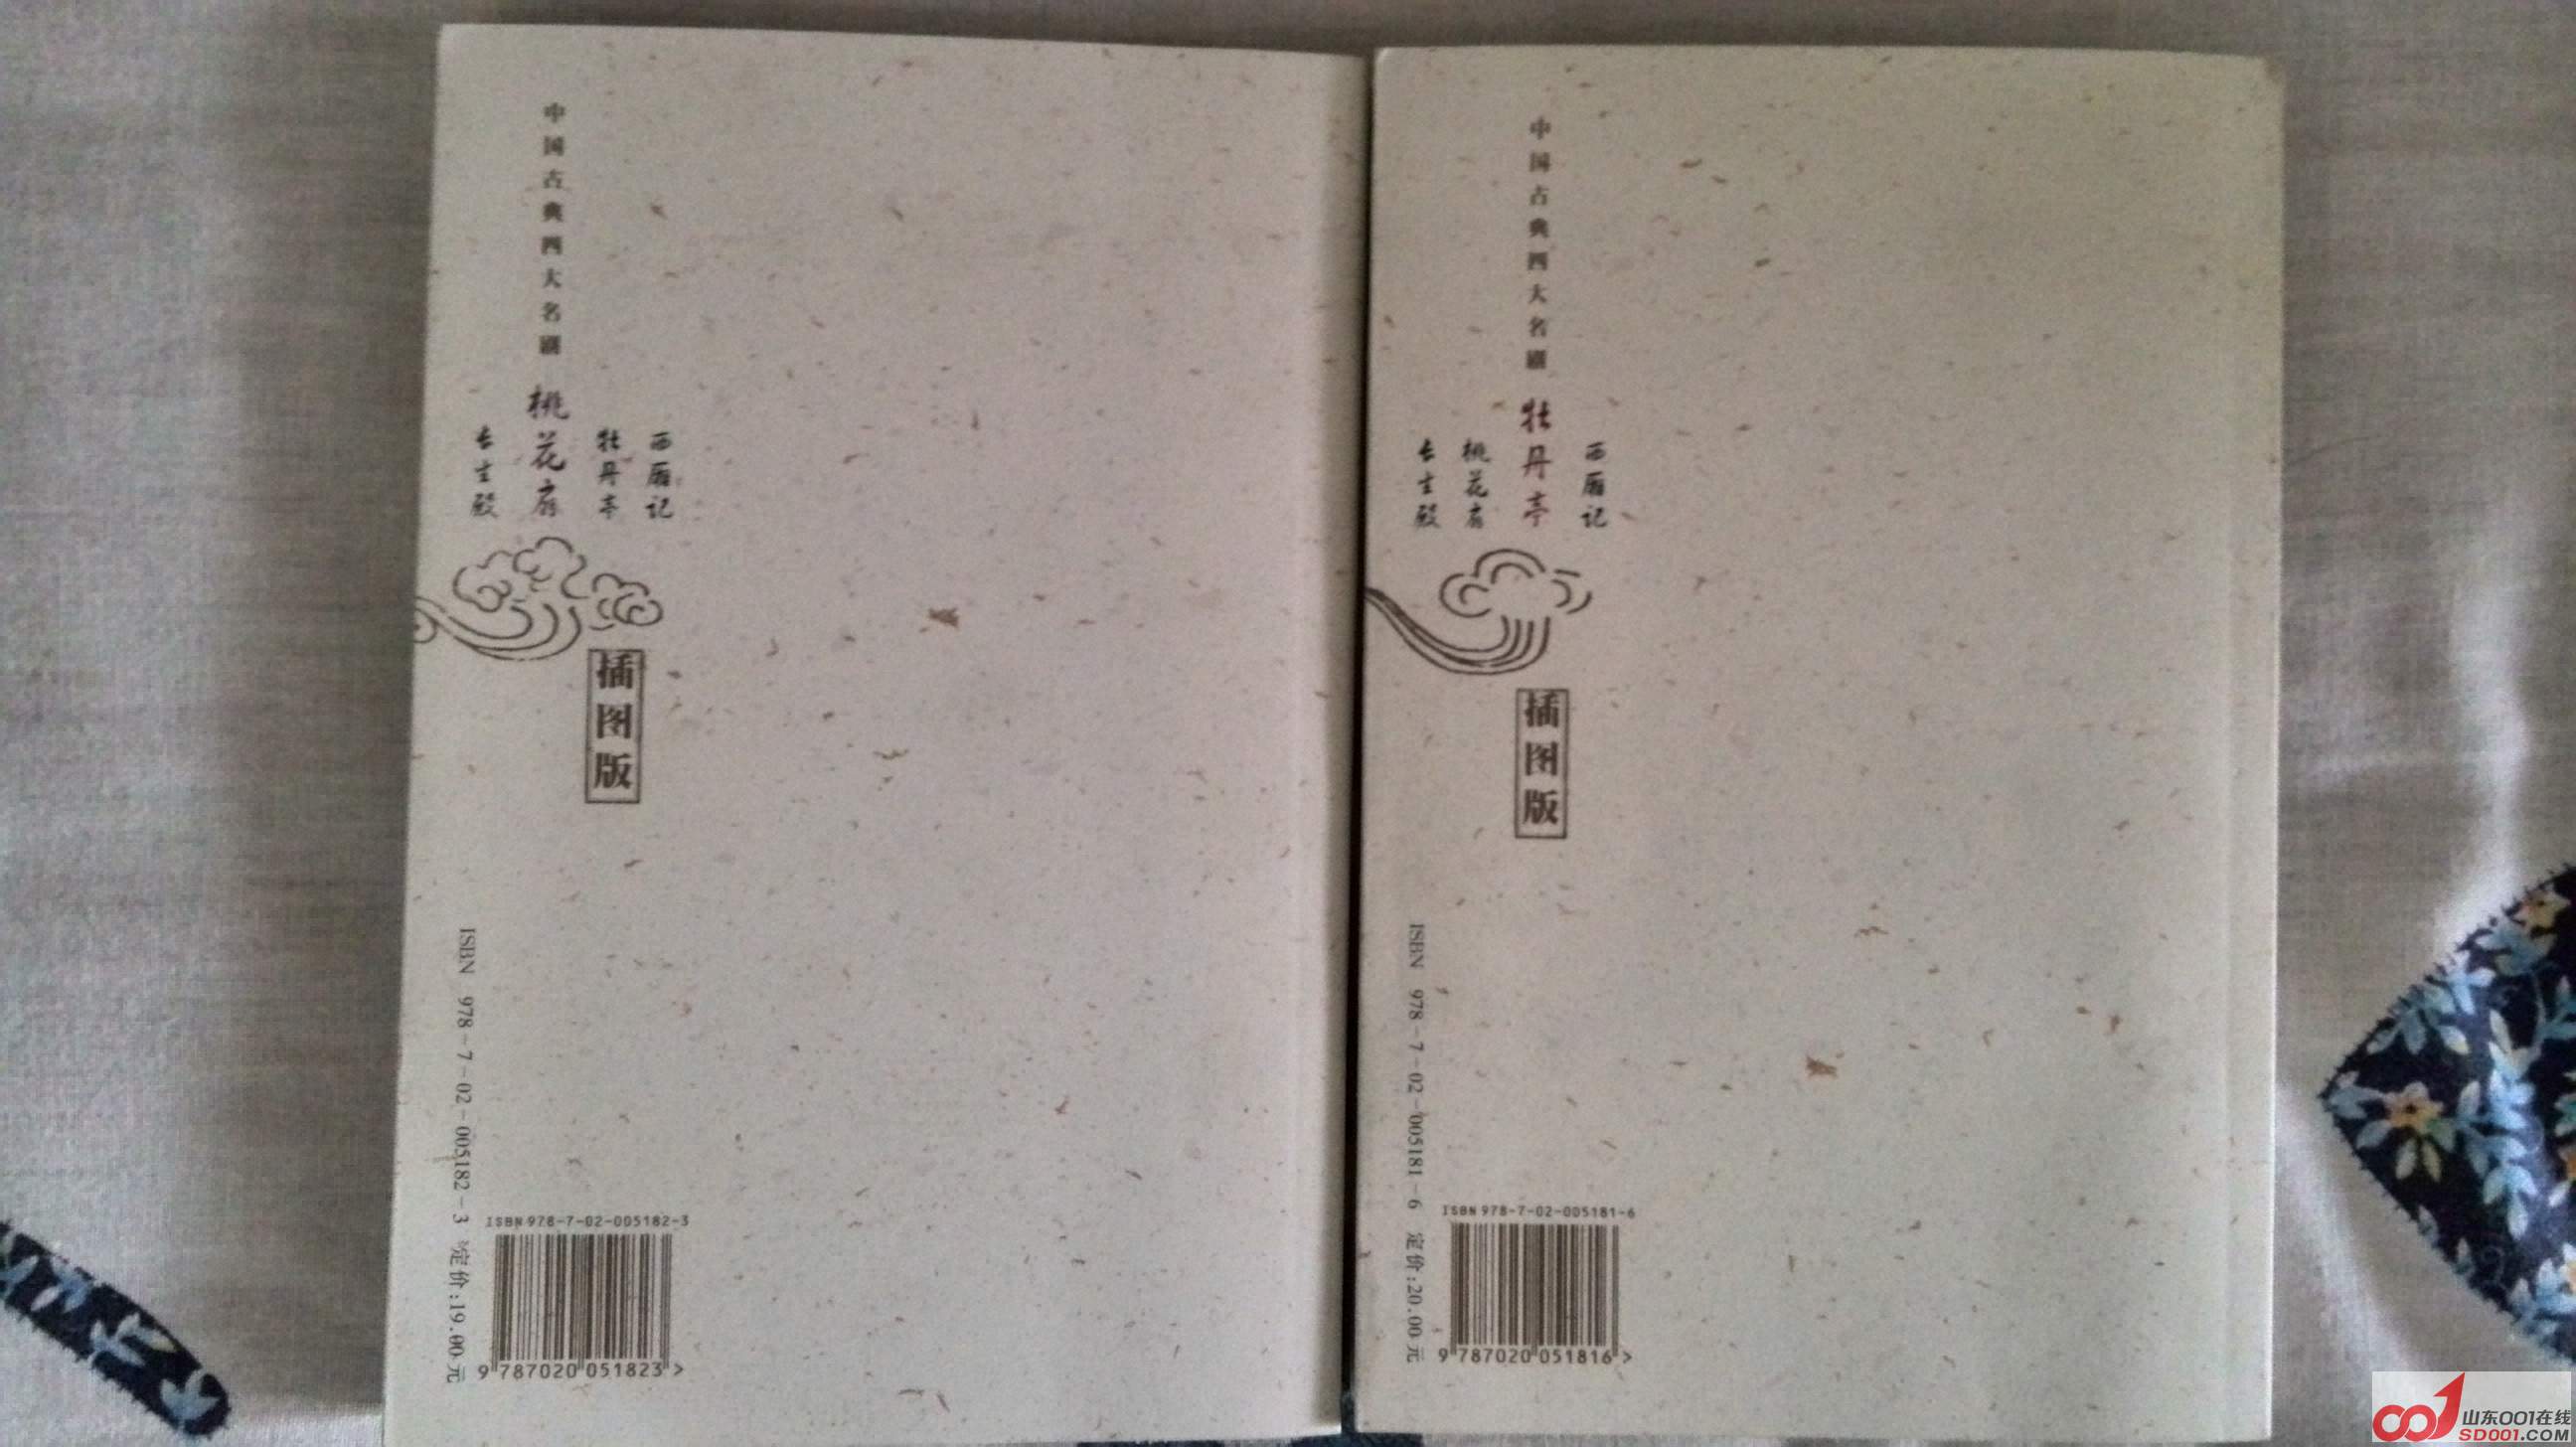 中国古典四大名剧
西厢记
牡丹亭
桃花扇
长生殿
插图版
ISBN 978-7-02-005182-3
定价:19.00元
ISBN 978-7-02-005182-3
9 787020 051823 >
中国古典四大名剧
西厢记
牡丹亭
桃花扇
长生殿
插图版
ISBN 978-7-02-005181-6
定价:20.00元
ISBN 978-7-02-005181-6
9 787020 051816 >
山东001在线
SD001.COM